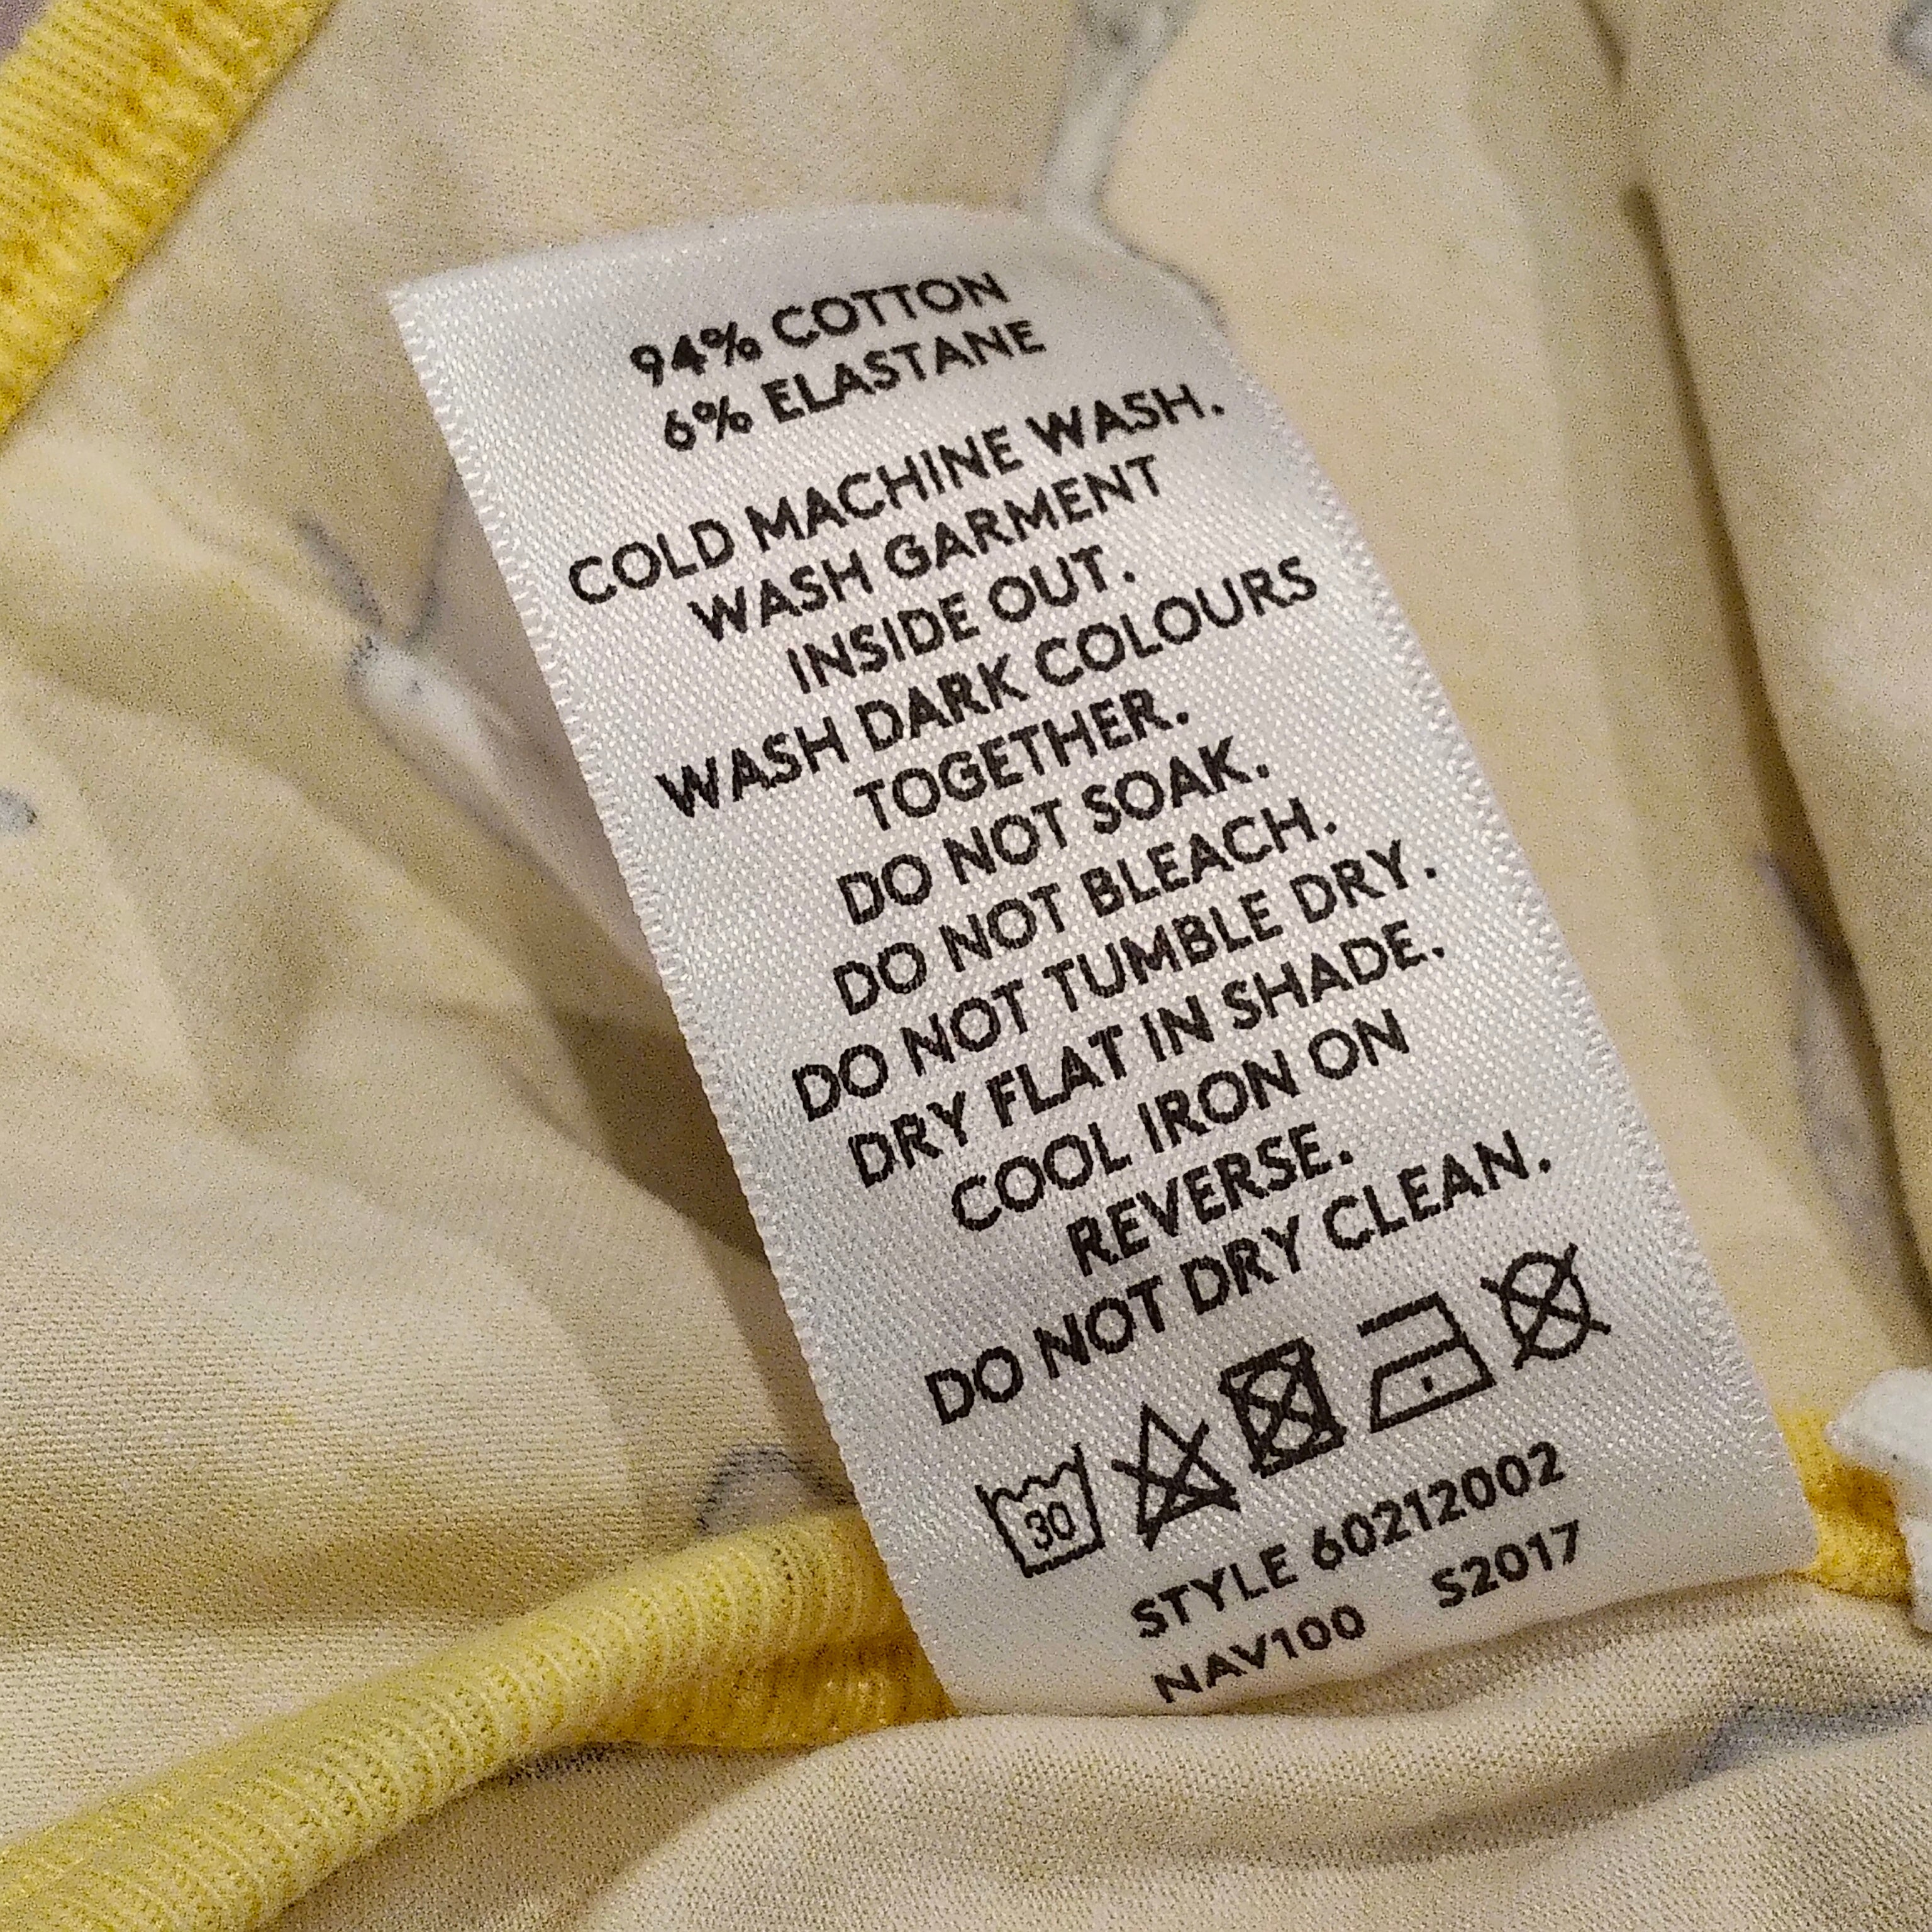 94% COTTON
6% ELASTANE
COLD MACHINE WASH.
WASH GARMENT
INSIDE OUT.
WASH DARK COLOURS
TOGETHER.
DO NOT SOAK.
DO NOT BLEACH.
DO NOT TUMBLE DRY.
DRY FLAT IN SHADE.
COOL IRON ON
REVERSE.
DO NOT DRY CLEAN.
30
STYLE 60212002
NAV100 S2017